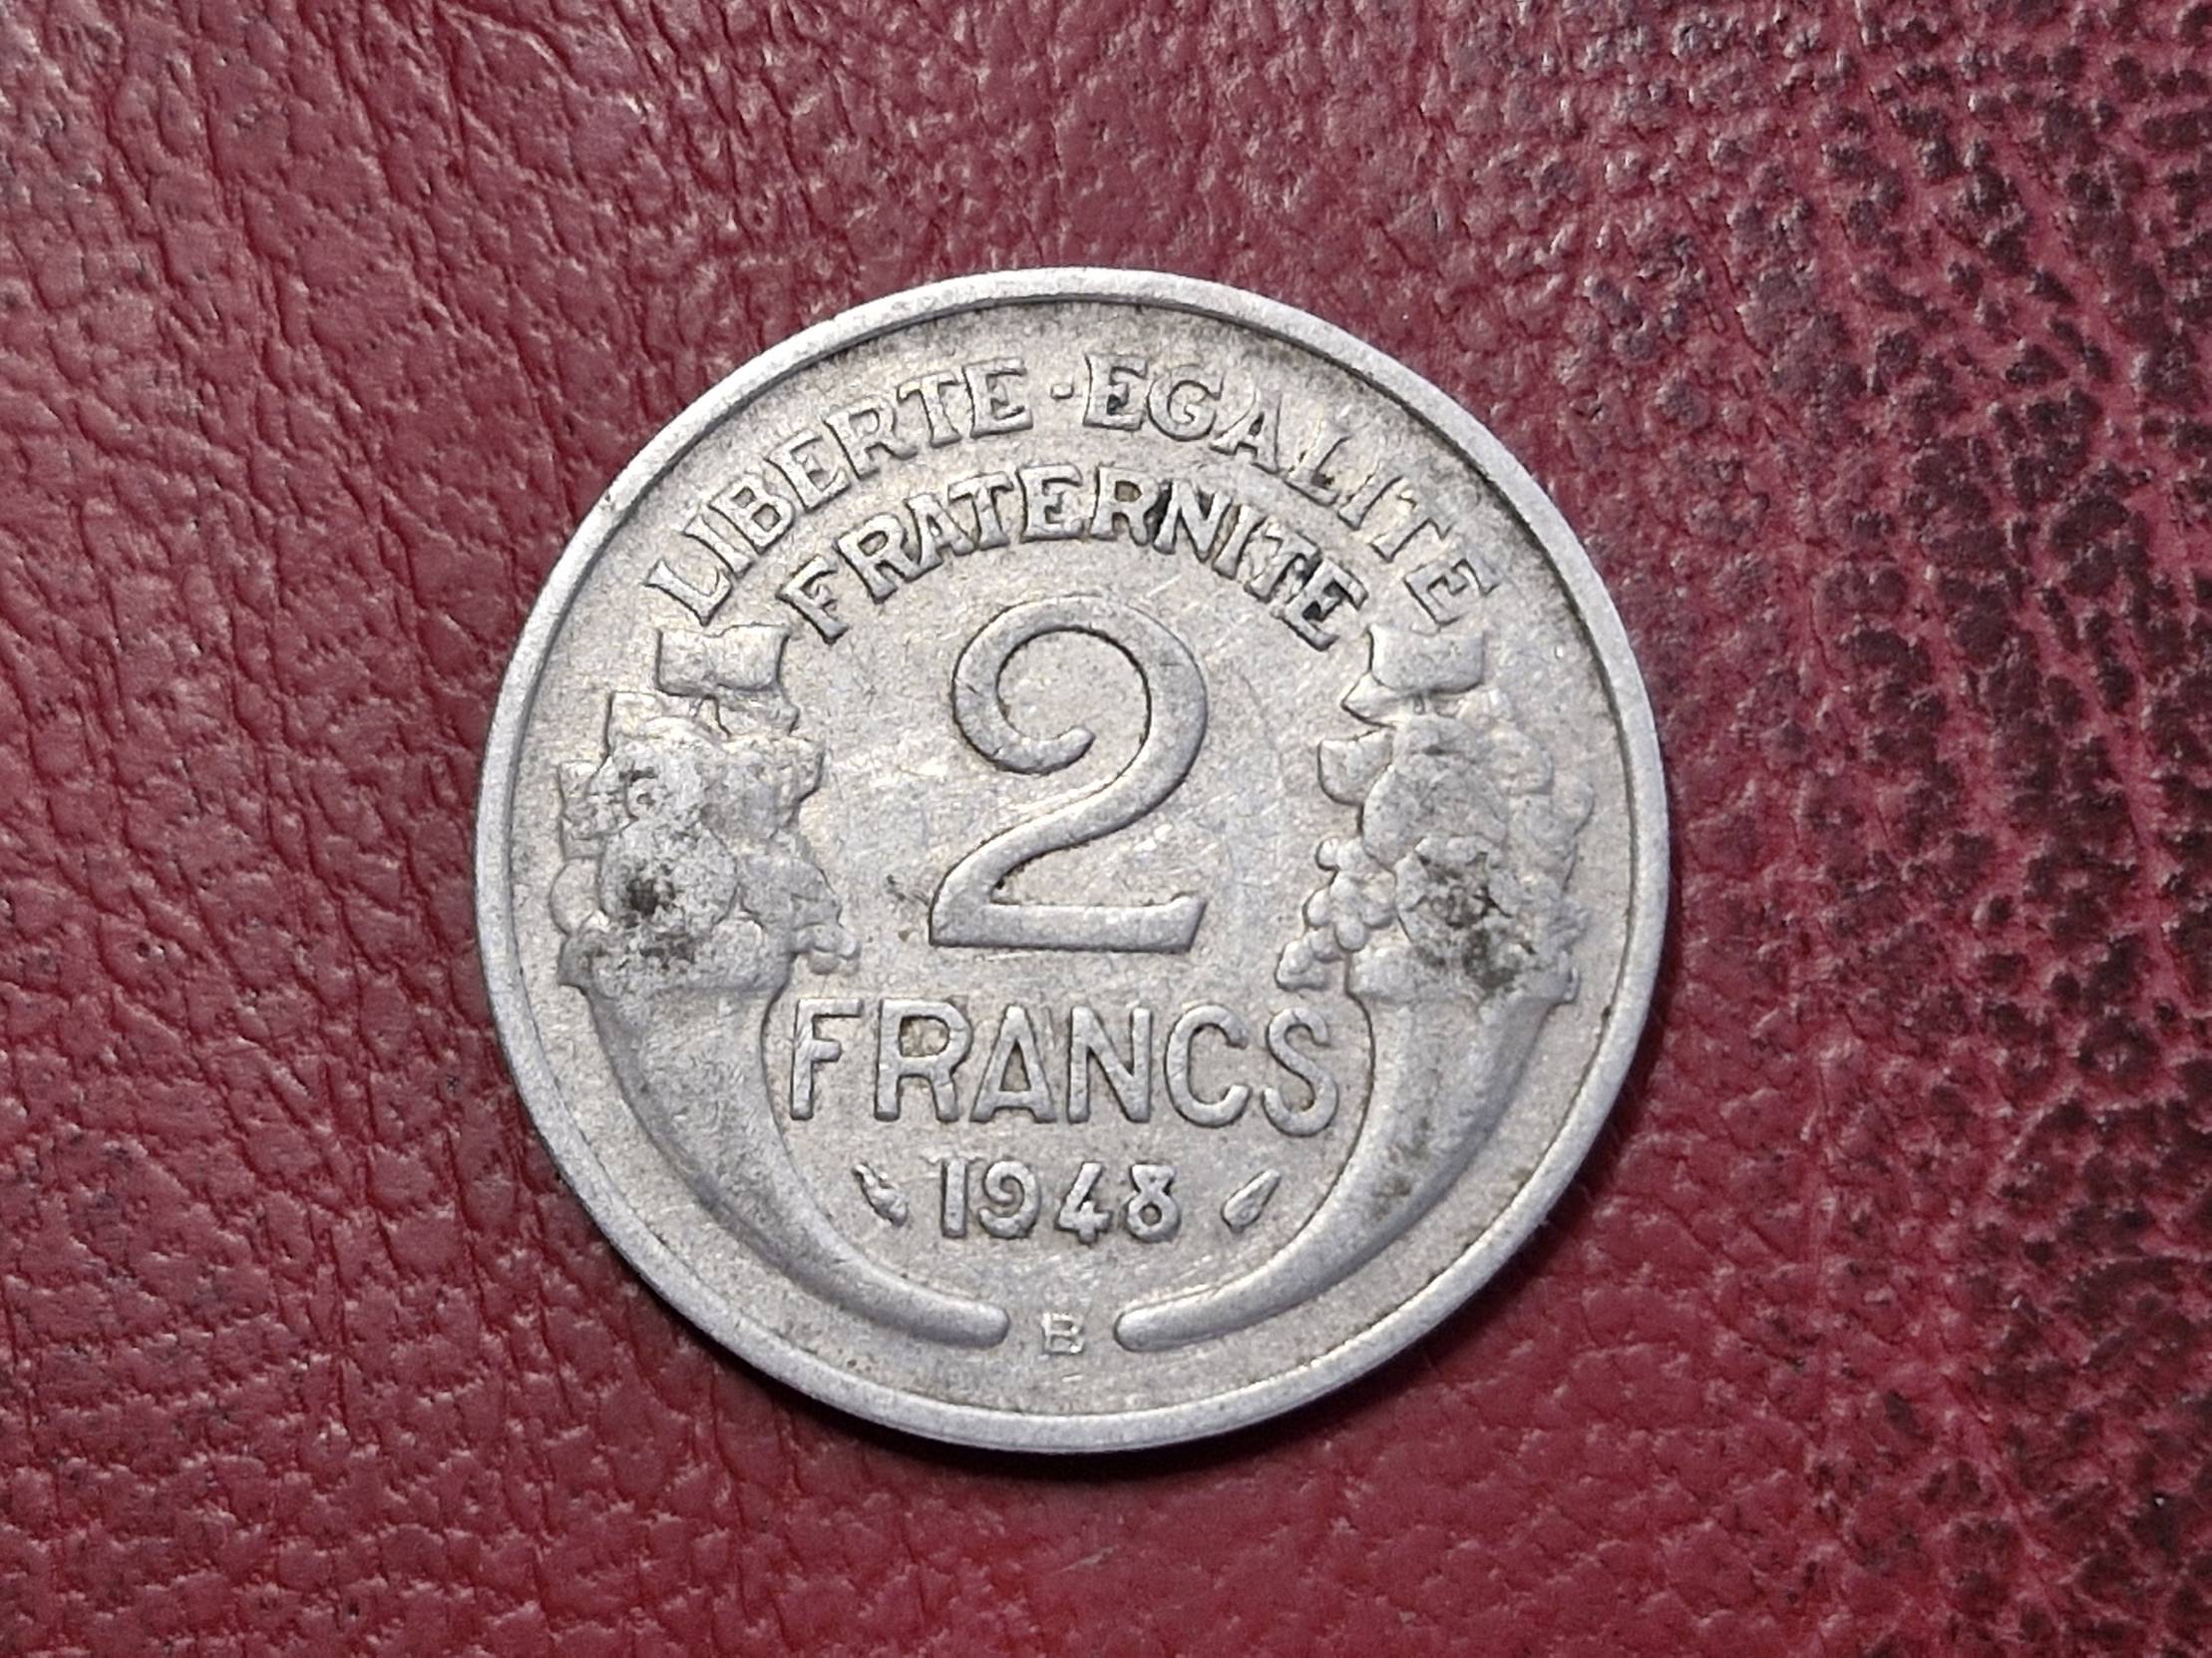 LIBERTE · EGALITE
FRATERNITE
2
FRANCS
1948
B